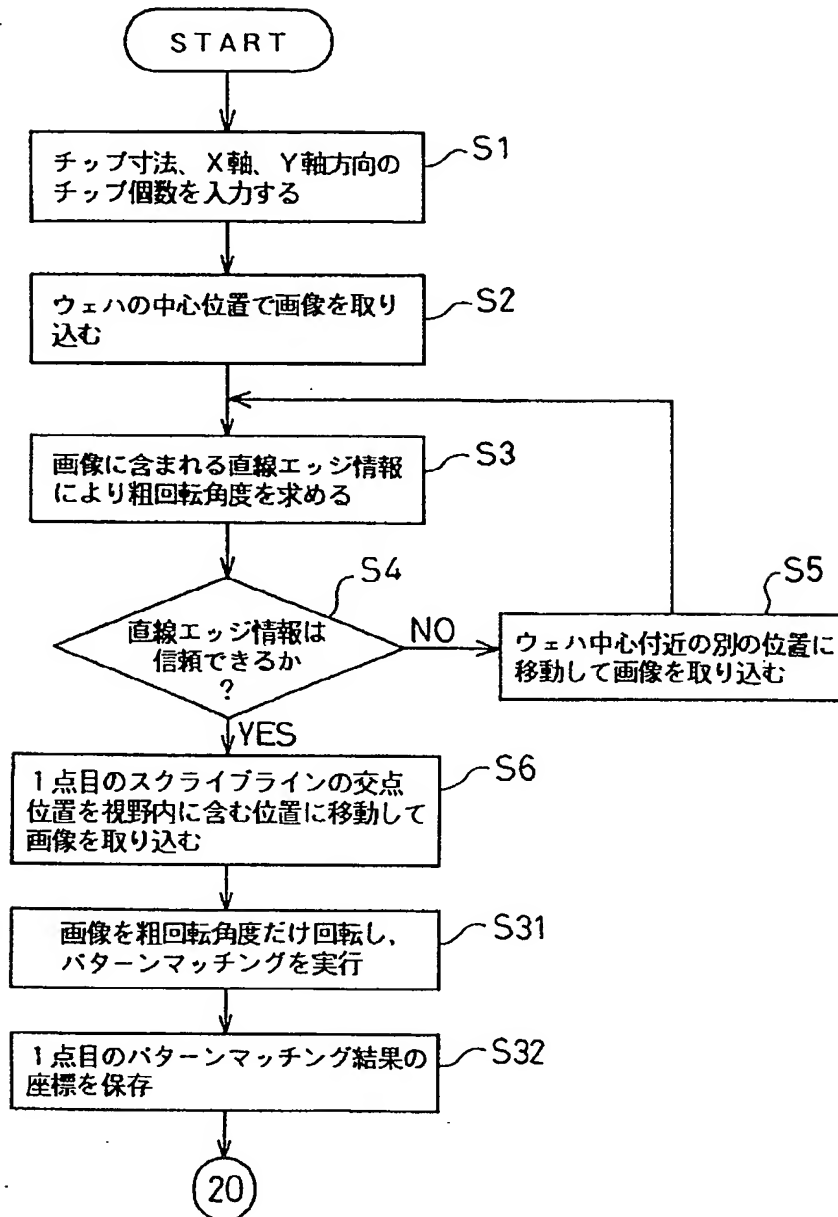 START
チップ寸法、X軸、Y軸方向の
チップ個数を入力する
S1
ウェハの中心位置で画像を取り
込む
S2
画像に含まれる直線エッジ情報
により粗回転角度を求める
S3
直線エッジ情報は
信頼できるか
?
S4
NO
ウェハ中心付近の別の位置に
移動して画像を取り込む
S5
YES
1点目のスクライブラインの交点
位置を視野内に含む位置に移動して
画像を取り込む
S6
画像を粗回転角度だけ回転し,
パターンマッチングを実行
S31
1点目のパターンマッチング結果の
座標を保存
S32
20